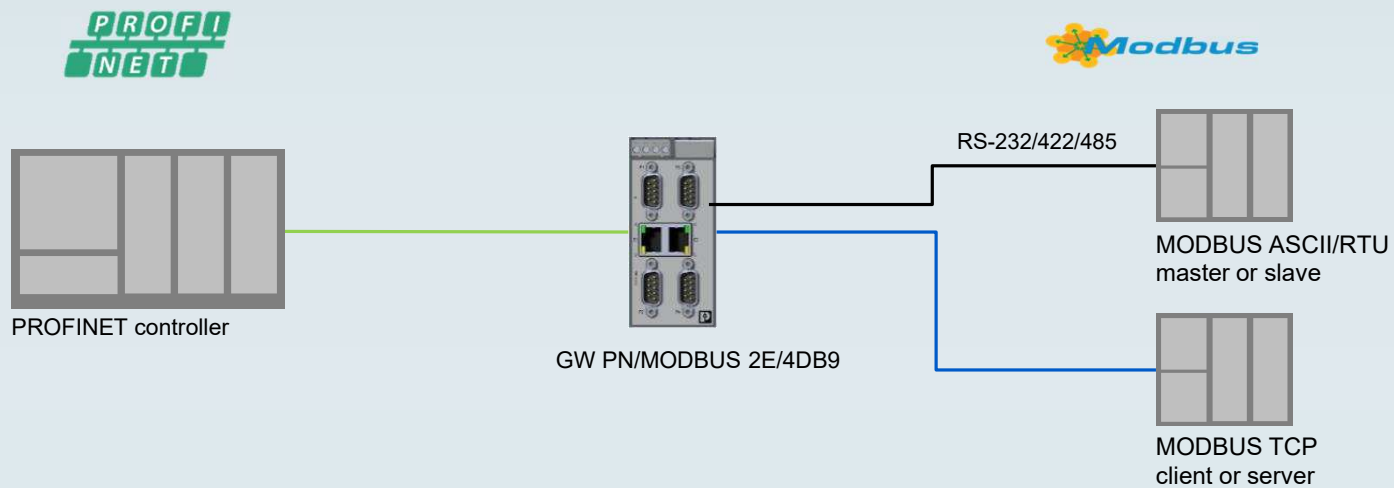 PROFI
NET
Modbus
RS-232/422/485
MODBUS ASCII/RTU
master or slave
PROFINET controller
GW PN/MODBUS 2E/4DB9
MODBUS TCP
client or server